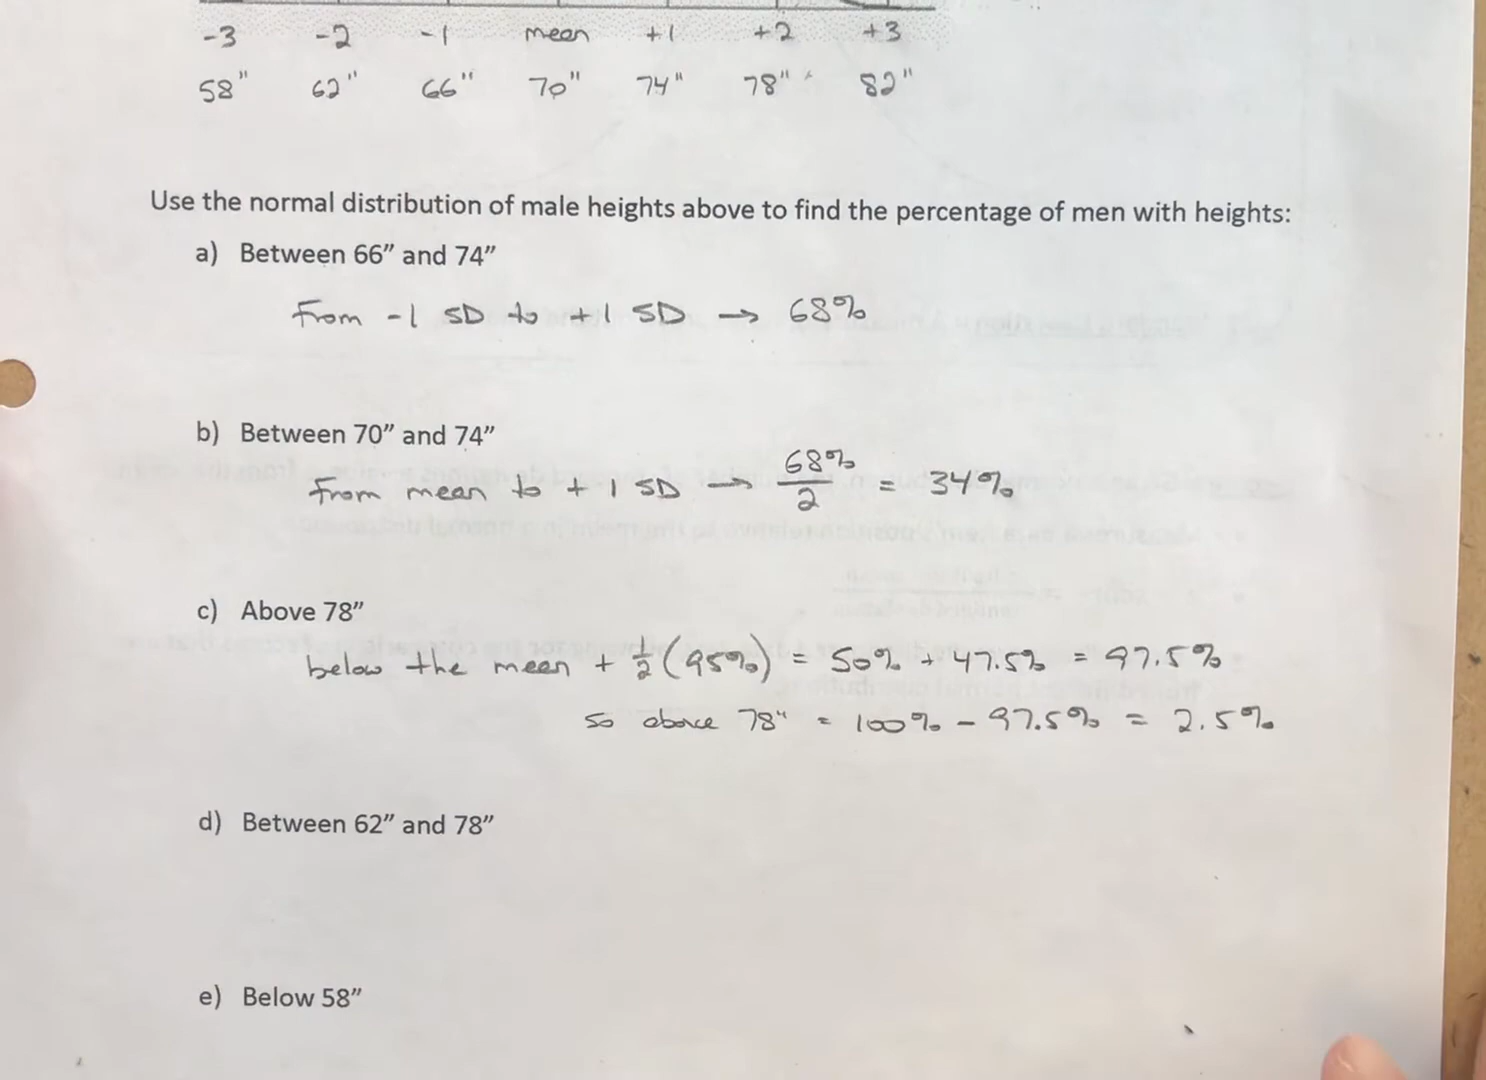 -3 -2 -1 mean +1 +2 +3
58" 62" 66" 70" 74" 78" 82"
Use the normal distribution of male heights above to find the percentage of men with heights:
a) Between 66” and 74”
From -1 SD to +1 SD → 68%
b) Between 70” and 74”
From mean to +1 SD → 68%/2 = 34%
c) Above 78”
below the mean + 1/2 (95%) = 50% + 47.5% = 97.5%
so above 78" = 100% - 97.5% = 2.5%
d) Between 62” and 78”
e) Below 58”